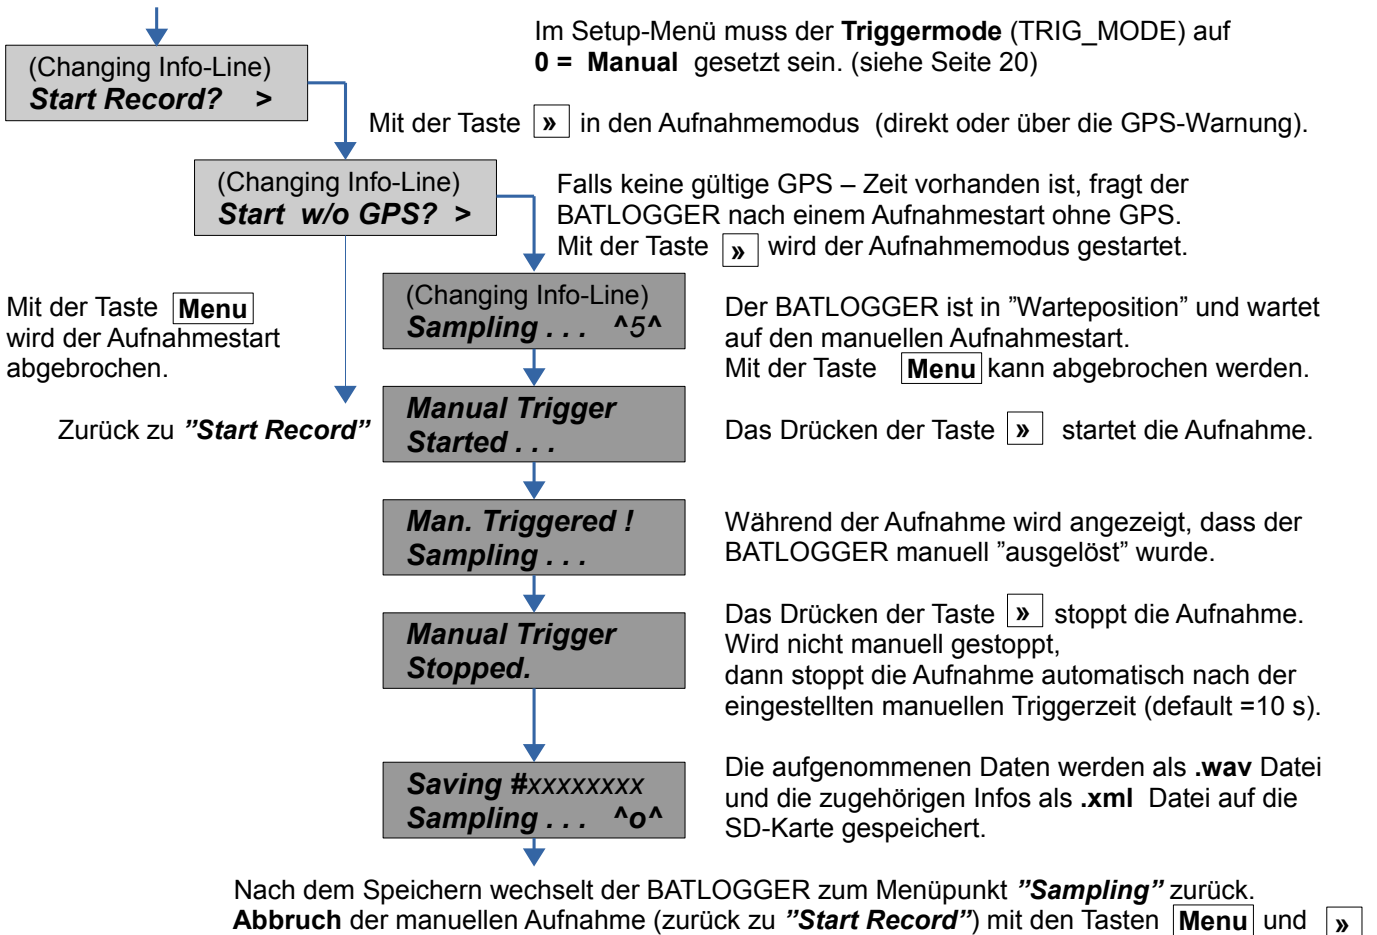 Im Setup-Menü muss der Triggermode (TRIG_MODE) auf
0 = Manual gesetzt sein. (siehe Seite 20)
(Changing Info-Line)
Start Record? >
Mit der Taste » in den Aufnahmemodus (direkt oder über die GPS-Warnung).
(Changing Info-Line)
Start w/o GPS? >
Falls keine gültige GPS – Zeit vorhanden ist, fragt der
BATLOGGER nach einem Aufnahmestart ohne GPS.
Mit der Taste » wird der Aufnahmemodus gestartet.
Mit der Taste Menu
wird der Aufnahmestart
abgebrochen.
Zurück zu ”Start Record”
(Changing Info-Line)
Sampling . . . ^5^
Der BATLOGGER ist in ”Warteposition” und wartet
auf den manuellen Aufnahmestart.
Mit der Taste Menu kann abgebrochen werden.
Manual Trigger
Started . . .
Das Drücken der Taste » startet die Aufnahme.
Man. Triggered !
Sampling . . .
Während der Aufnahme wird angezeigt, dass der
BATLOGGER manuell ”ausgelöst” wurde.
Manual Trigger
Stopped.
Das Drücken der Taste » stoppt die Aufnahme.
Wird nicht manuell gestoppt,
dann stoppt die Aufnahme automatisch nach der
eingestellten manuellen Triggerzeit (default =10 s).
Saving #xxxxxxxx
Sampling . . . ^o^
Die aufgenommenen Daten werden als .wav Datei
und die zugehörigen Infos als .xml Datei auf die
SD-Karte gespeichert.
Nach dem Speichern wechselt der BATLOGGER zum Menüpunkt ”Sampling” zurück.
Abbruch der manuellen Aufnahme (zurück zu ”Start Record”) mit den Tasten Menu und »